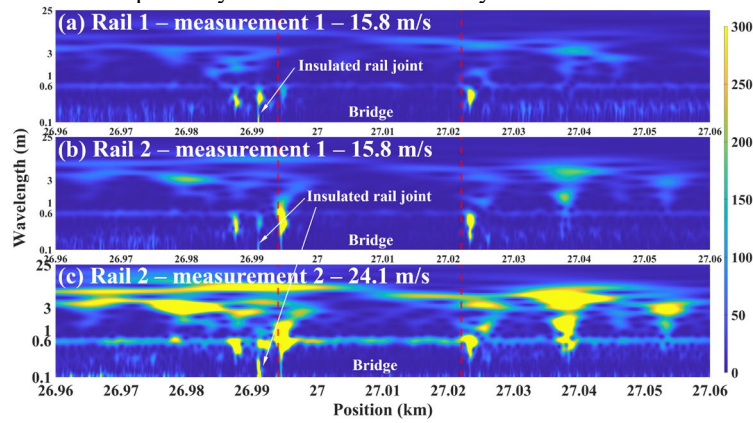 (a) Rail 1 – measurement 1 – 15.8 m/s
Insulated rail joint
Bridge
25
3
1
0.6
0.1
26.96 26.97 26.98 26.99 27 27.01 27.02 27.03 27.04 27.05 27.06
(b) Rail 2 – measurement 1 – 15.8 m/s
Insulated rail joint
Bridge
25
3
1
0.6
0.1
26.96 26.97 26.98 26.99 27 27.01 27.02 27.03 27.04 27.05 27.06
(c) Rail 2 – measurement 2 – 24.1 m/s
Bridge
25
3
1
0.6
0.1
26.96 26.97 26.98 26.99 27 27.01 27.02 27.03 27.04 27.05 27.06
Wavelength (m)
Position (km)
300
250
200
150
100
50
0